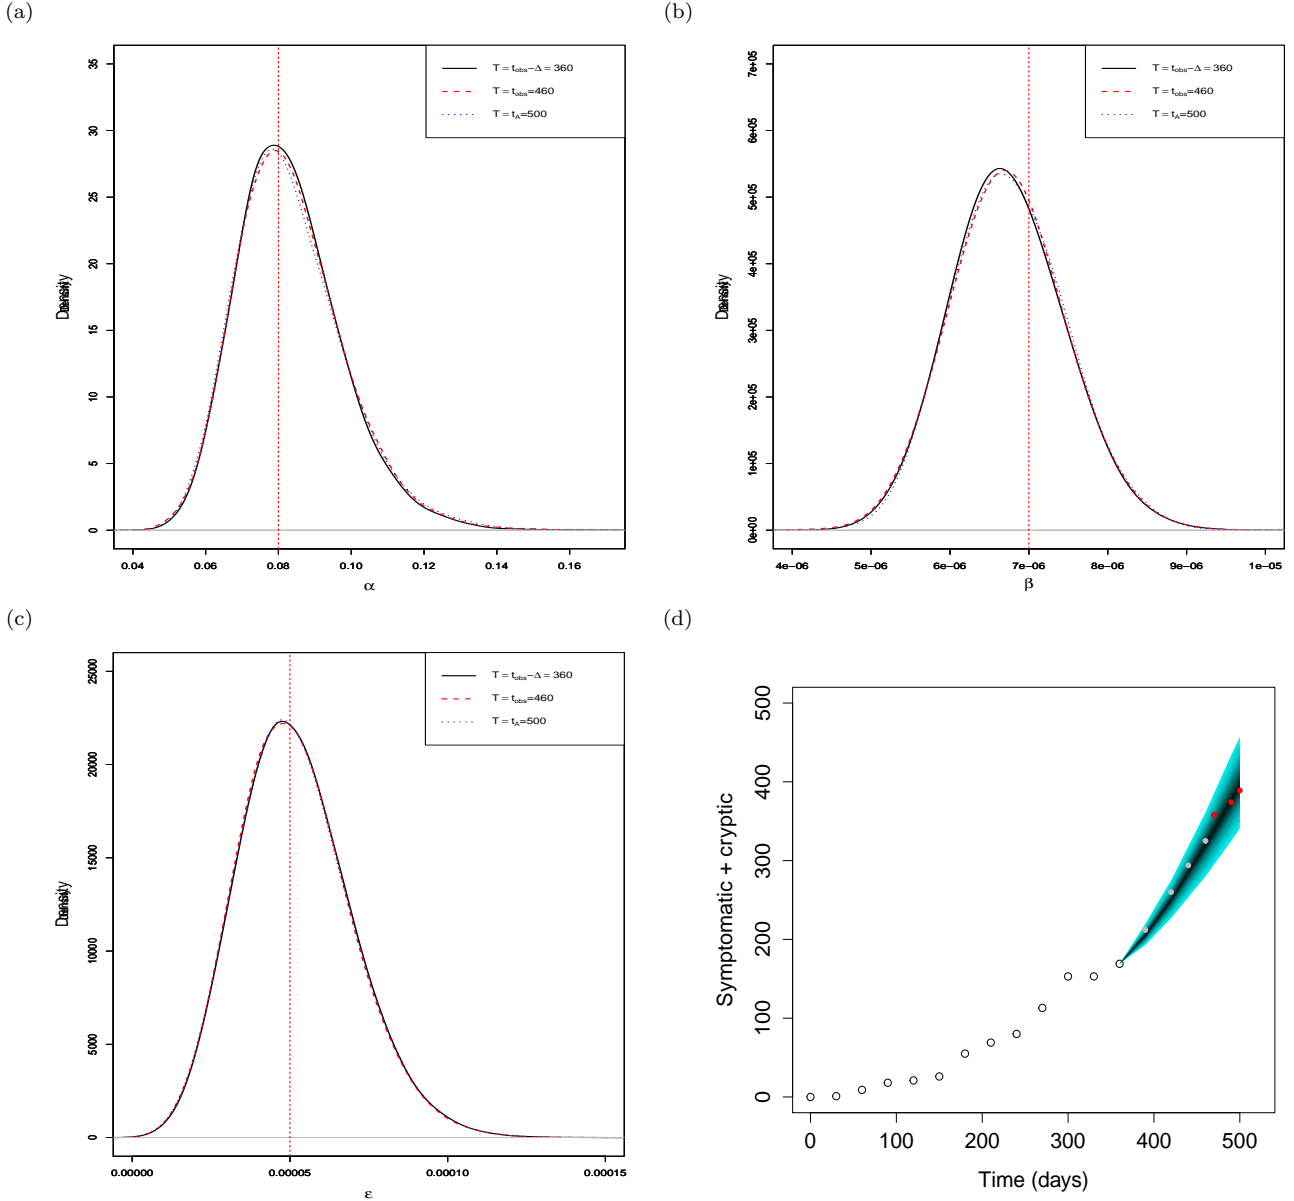 (a)
35
30
25
20
15
10
5
0
Density
T = t_obs−Δ = 360
T = t_obs=460
T = t_A=500
0.04 0.06 0.08 0.10 0.12 0.14 0.16
α
(b)
7e+05
6e+05
5e+05
4e+05
3e+05
2e+05
1e+05
0e+00
Density
T = t_obs−Δ = 360
T = t_obs=460
T = t_A=500
4e−06 5e−06 6e−06 7e−06 8e−06 9e−06 1e−05
β
(c)
25000
20000
15000
10000
5000
0
Density
T = t_obs−Δ = 360
T = t_obs=460
T = t_A=500
0.00000 0.00005 0.00010 0.00015
ε
(d)
500
400
300
200
100
0
Symptomatic + cryptic
0 100 200 300 400 500
Time (days)